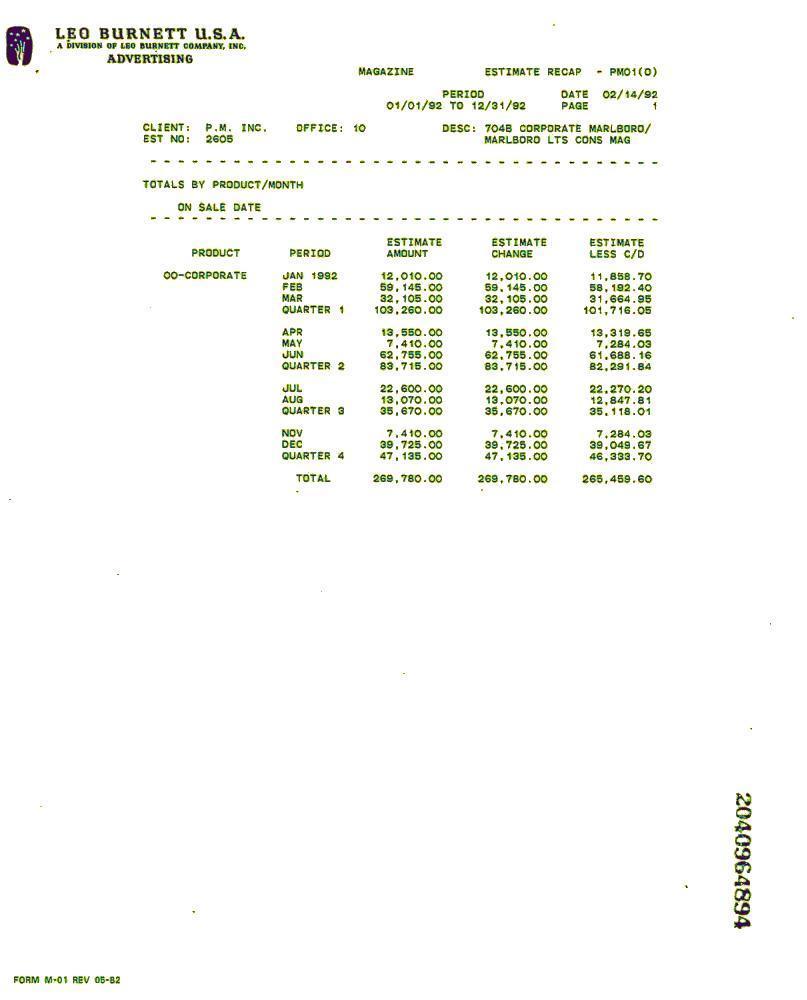 LEO BURNETT U.S.A.
A DIVISION OF LEO BURNETT COMPANY, INC.
ADVERTISING
MAGAZINE ESTIMATE RECAP - PM01(0)
PERIOD DATE 02/14/92
01/01/92 TO 12/31/92 PAGE 1
CLIENT: P.M. INC. OFFICE: 10 DESC: 704B CORPORATE MARLBORO/
EST NO: 2605 MARLBORO LTS CONS MAG
TOTALS BY PRODUCT/MONTH
ON SALE DATE
ESTIMATE ESTIMATE ESTIMATE
PRODUCT PERIOD AMOUNT CHANGE LESS C/D
00-CORPORATE JAN 1992 12,010.00 12,010.00 11,858.70
FEB 59,145.00 59,145.00 58,192.40
MAR 32,105.00 32,105.00 31,664.95
QUARTER 1 103,260.00 103,260.00 101,716.05
APR 13,550.00 13,550.00 13,319.65
MAY 7,410.00 7,410.00 7,284.03
JUN 62,755.00 62,755.00 61,688.16
QUARTER 2 83,715.00 83,715.00 82,291.84
JUL 22,600.00 22,600.00 22,270.20
AUG 13,070.00 13,070.00 12,847.81
QUARTER 3 35,670.00 35,670.00 35,118.01
NOV 7,410.00 7,410.00 7,284.03
DEC 39,725.00 39,725.00 39,049.67
QUARTER 4 47,135.00 47,135.00 46,333.70
TOTAL 269,780.00 269,780.00 265,459.60
2040964894
FORM M-01 REV 05-82